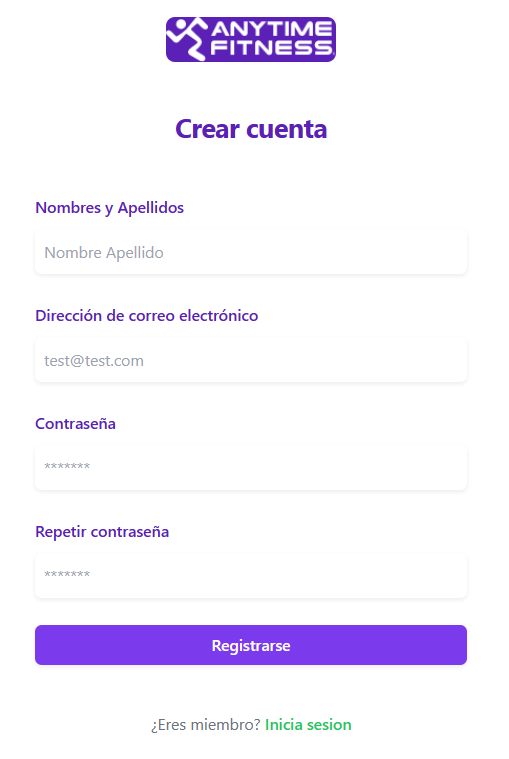 ANYTIME
FITNESS
Crear cuenta
Nombres y Apellidos
Nombre Apellido
Dirección de correo electrónico
test@test.com
Contraseña
*******
Repetir contraseña
*******
Registrarse
¿Eres miembro? Inicia sesion